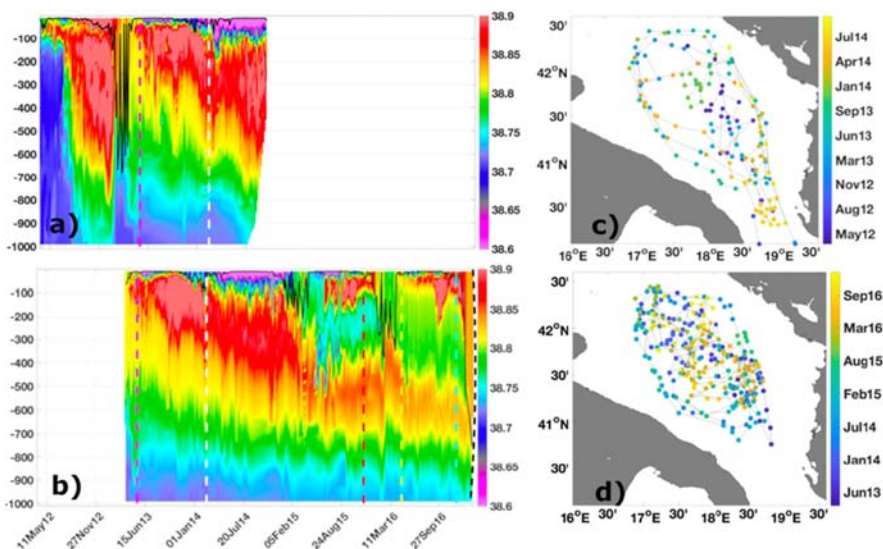 -100
-200
-300
-400
-500
-600
-700
-800
-900
-1000
a)
38.9
38.85
38.8
38.75
38.7
38.65
38.6
30'
42°N
30'
41°N
30'
c)
16°E 30' 17°E 30' 18°E 30' 19°E 30'
Jul14
Apr14
Jan14
Sep13
Jun13
Mar13
Nov12
Aug12
May12
-100
-200
-300
-400
-500
-600
-700
-800
-900
-1000
b)
11May12 27Nov12 15Jun13 01Jan14 20Jul14 05Feb15 24Aug15 11Mar16 27Sep16
38.9
38.85
38.8
38.75
38.7
38.65
38.6
30'
42°N
30'
41°N
30'
d)
16°E 30' 17°E 30' 18°E 30' 19°E 30'
Sep16
Mar16
Aug15
Feb15
Jul14
Jan14
Jun13